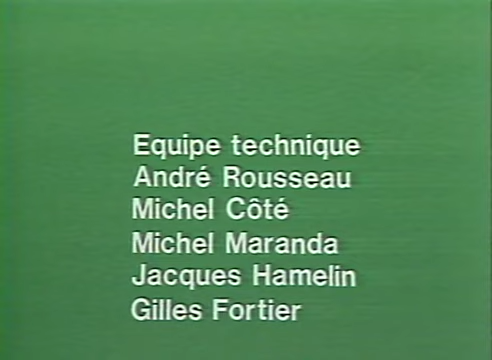 Equipe technique
André Rousseau
Michel Côté
Michel Maranda
Jacques Hamelin
Gilles Fortier